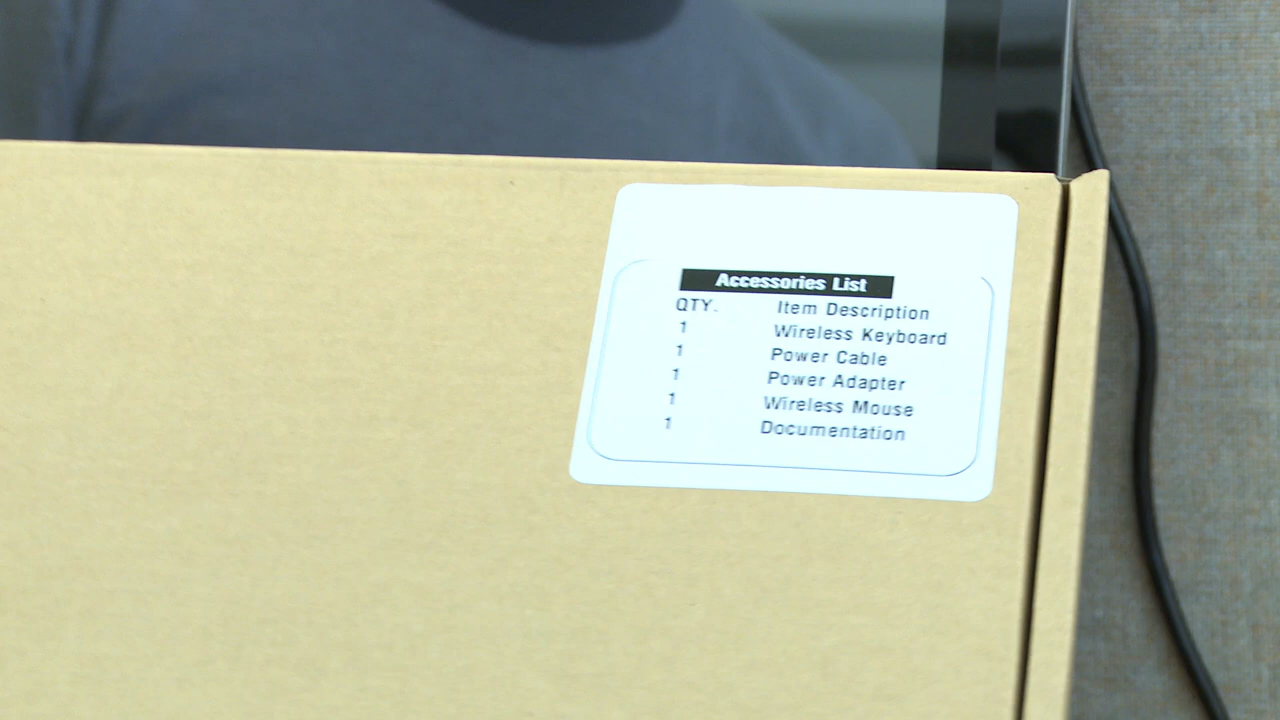 Accessories List
QTY. Item Description
1 Wireless Keyboard
1 Power Cable
1 Power Adapter
1 Wireless Mouse
1 Documentation